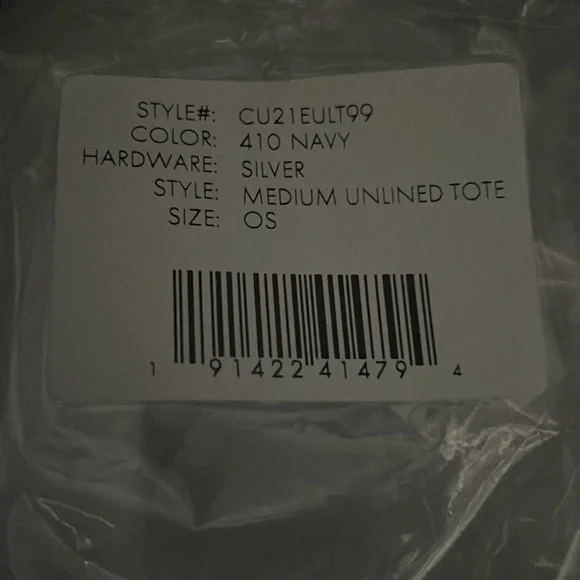 STYLE#: CU21EULT99
COLOR: 410 NAVY
HARDWARE: SILVER
STYLE: MEDIUM UNLINED TOTE
SIZE: OS
1 91422 41479 4